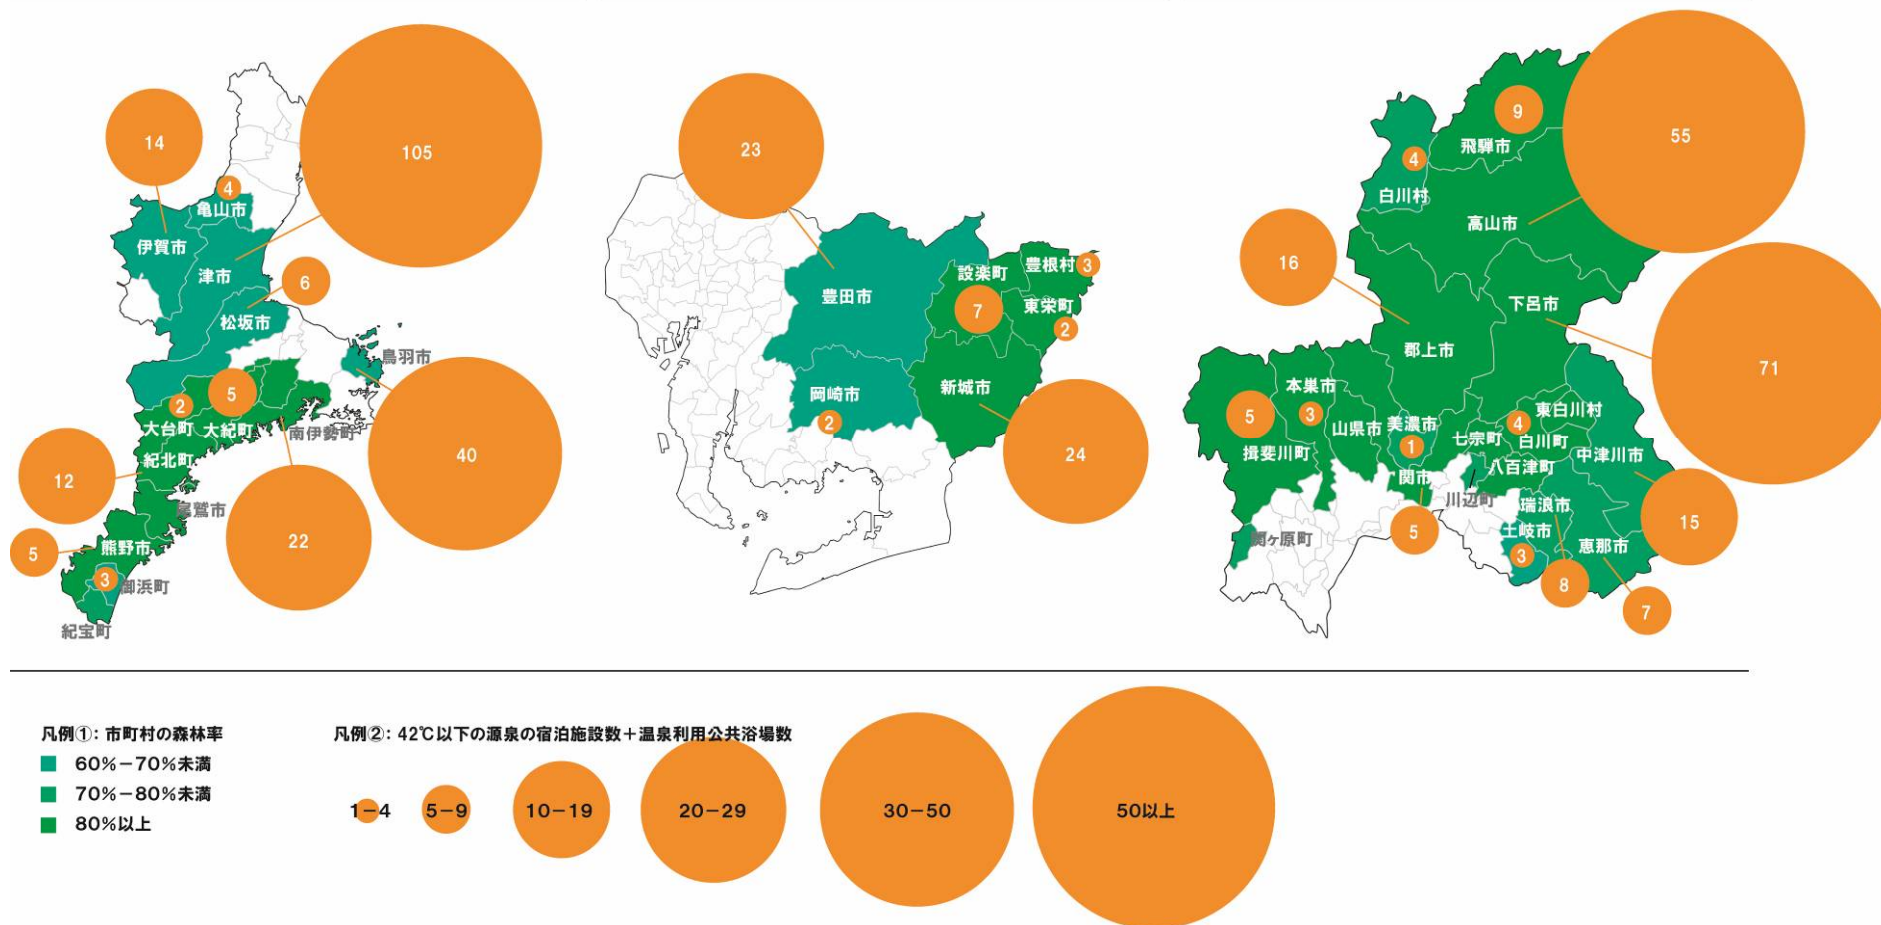 14
105
4
亀山市
伊賀市
津市
6
松坂市
鳥羽市
5
2
大台町
大紀町
南伊勢町
40
紀北町
12
尾鷲市
22
5
熊野市
3
御浜町
紀宝町
23
豊田市
設楽町
豊根村
3
7
東栄町
2
岡崎市
2
新城市
24
9
飛騨市
55
4
白川村
高山市
16
下呂市
71
郡上市
本巣市
3
5
揖斐川町
山県市
美濃市
1
東白川村
4
七宗町
白川町
中津川市
八百津町
関市
川辺町
5
瑞浪市
土岐市
3
恵那市
15
関ヶ原町
8
7
凡例①: 市町村の森林率
60%−70%未満
70%−80%未満
80%以上
凡例②: 42℃以下の源泉の宿泊施設数＋温泉利用公共浴場数
1−4
5−9
10−19
20−29
30−50
50以上